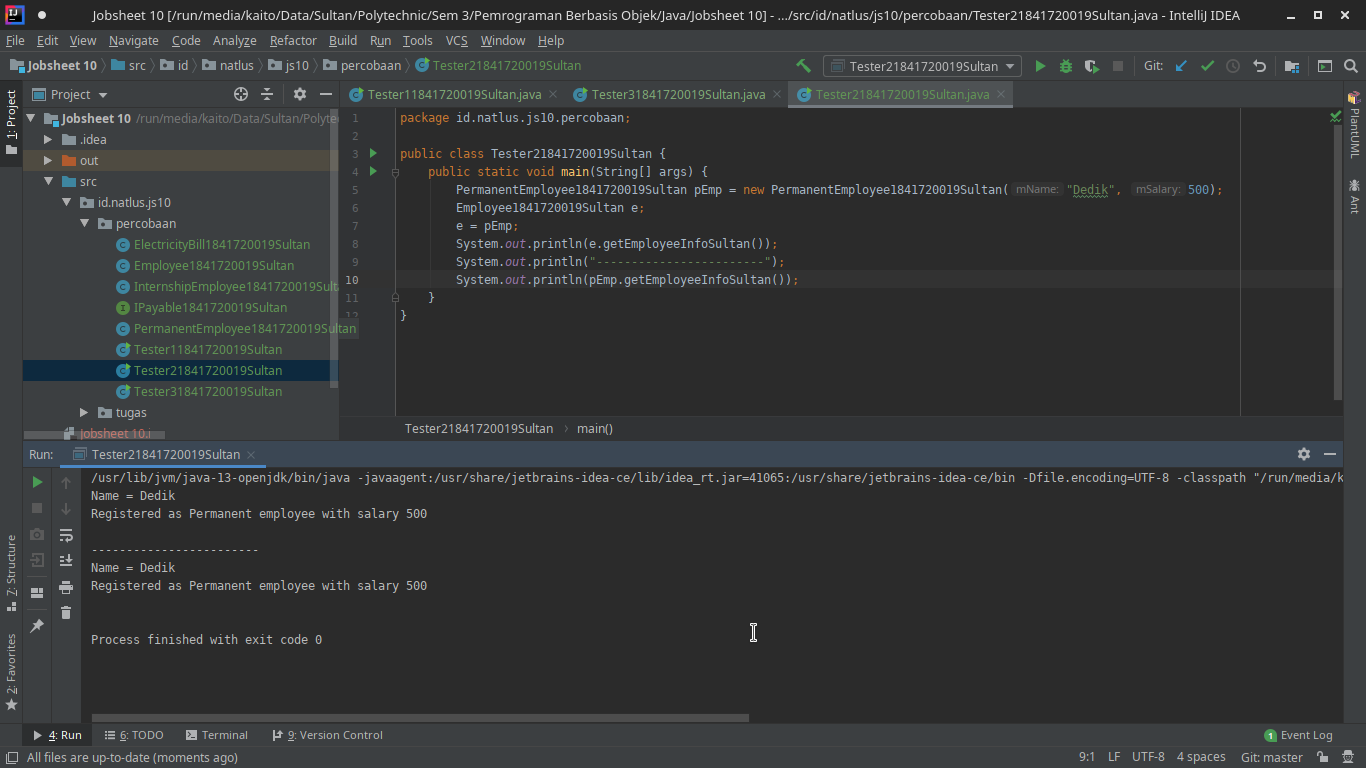 Jobsheet 10 [/run/media/kaito/Data/Sultan/Polytechnic/Sem 3/Pemrograman Berbasis Objek/Java/Jobsheet 10] - .../src/id/natlus/js10/percobaan/Tester21841720019Sultan.java - IntelliJ IDEA
File Edit View Navigate Code Analyze Refactor Build Run Tools VCS Window Help
Jobsheet 10 src id natlus js10 percobaan Tester21841720019Sultan
Tester21841720019Sultan Git:
1: Project
Project
Jobsheet 10 /run/media/kaito/Data/Sultan/Polyte
.idea
out
src
id.natlus.js10
percobaan
ElectricityBill1841720019Sultan
Employee1841720019Sultan
InternshipEmployee1841720019Sult
IPayable1841720019Sultan
PermanentEmployee1841720019Sultan
Tester11841720019Sultan
Tester21841720019Sultan
Tester31841720019Sultan
tugas
Jobsheet 10.i
Tester11841720019Sultan.java Tester31841720019Sultan.java Tester21841720019Sultan.java
1 package id.natlus.js10.percobaan;
2
3 public class Tester21841720019Sultan {
4 public static void main(String[] args) {
5 PermanentEmployee1841720019Sultan pEmp = new PermanentEmployee1841720019Sultan( mName: "Dedik", mSalary: 500);
6 Employee1841720019Sultan e;
7 e = pEmp;
8 System.out.println(e.getEmployeeInfoSultan());
9 System.out.println("------------------------");
10 System.out.println(pEmp.getEmployeeInfoSultan());
11 }
12 }
Tester21841720019Sultan main()
PlantUML
Ant
Run: Tester21841720019Sultan
/usr/lib/jvm/java-13-openjdk/bin/java -javaagent:/usr/share/jetbrains-idea-ce/lib/idea_rt.jar=41065:/usr/share/jetbrains-idea-ce/bin -Dfile.encoding=UTF-8 -classpath "/run/media/k
Name = Dedik
Registered as Permanent employee with salary 500
------------------------
Name = Dedik
Registered as Permanent employee with salary 500
Process finished with exit code 0
7: Structure
2: Favorites
4: Run 6: TODO Terminal 9: Version Control 1 Event Log
All files are up-to-date (moments ago) 9:1 LF UTF-8 4 spaces Git: master